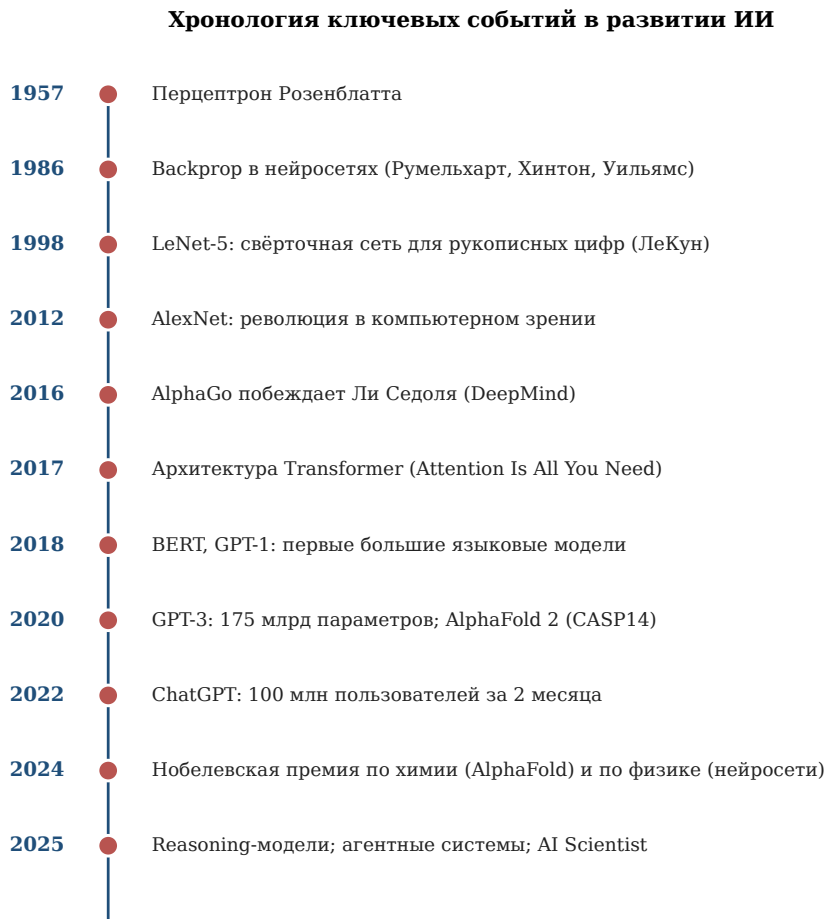 Хронология ключевых событий в развитии ИИ
1957 Перцептрон Розенблатта
1986 Backprop в нейросетях (Румельхарт, Хинтон, Уильямс)
1998 LeNet-5: свёрточная сеть для рукописных цифр (ЛеКун)
2012 AlexNet: революция в компьютерном зрении
2016 AlphaGo побеждает Ли Седоля (DeepMind)
2017 Архитектура Transformer (Attention Is All You Need)
2018 BERT, GPT-1: первые большие языковые модели
2020 GPT-3: 175 млрд параметров; AlphaFold 2 (CASP14)
2022 ChatGPT: 100 млн пользователей за 2 месяца
2024 Нобелевская премия по химии (AlphaFold) и по физике (нейросети)
2025 Reasoning-модели; агентные системы; AI Scientist